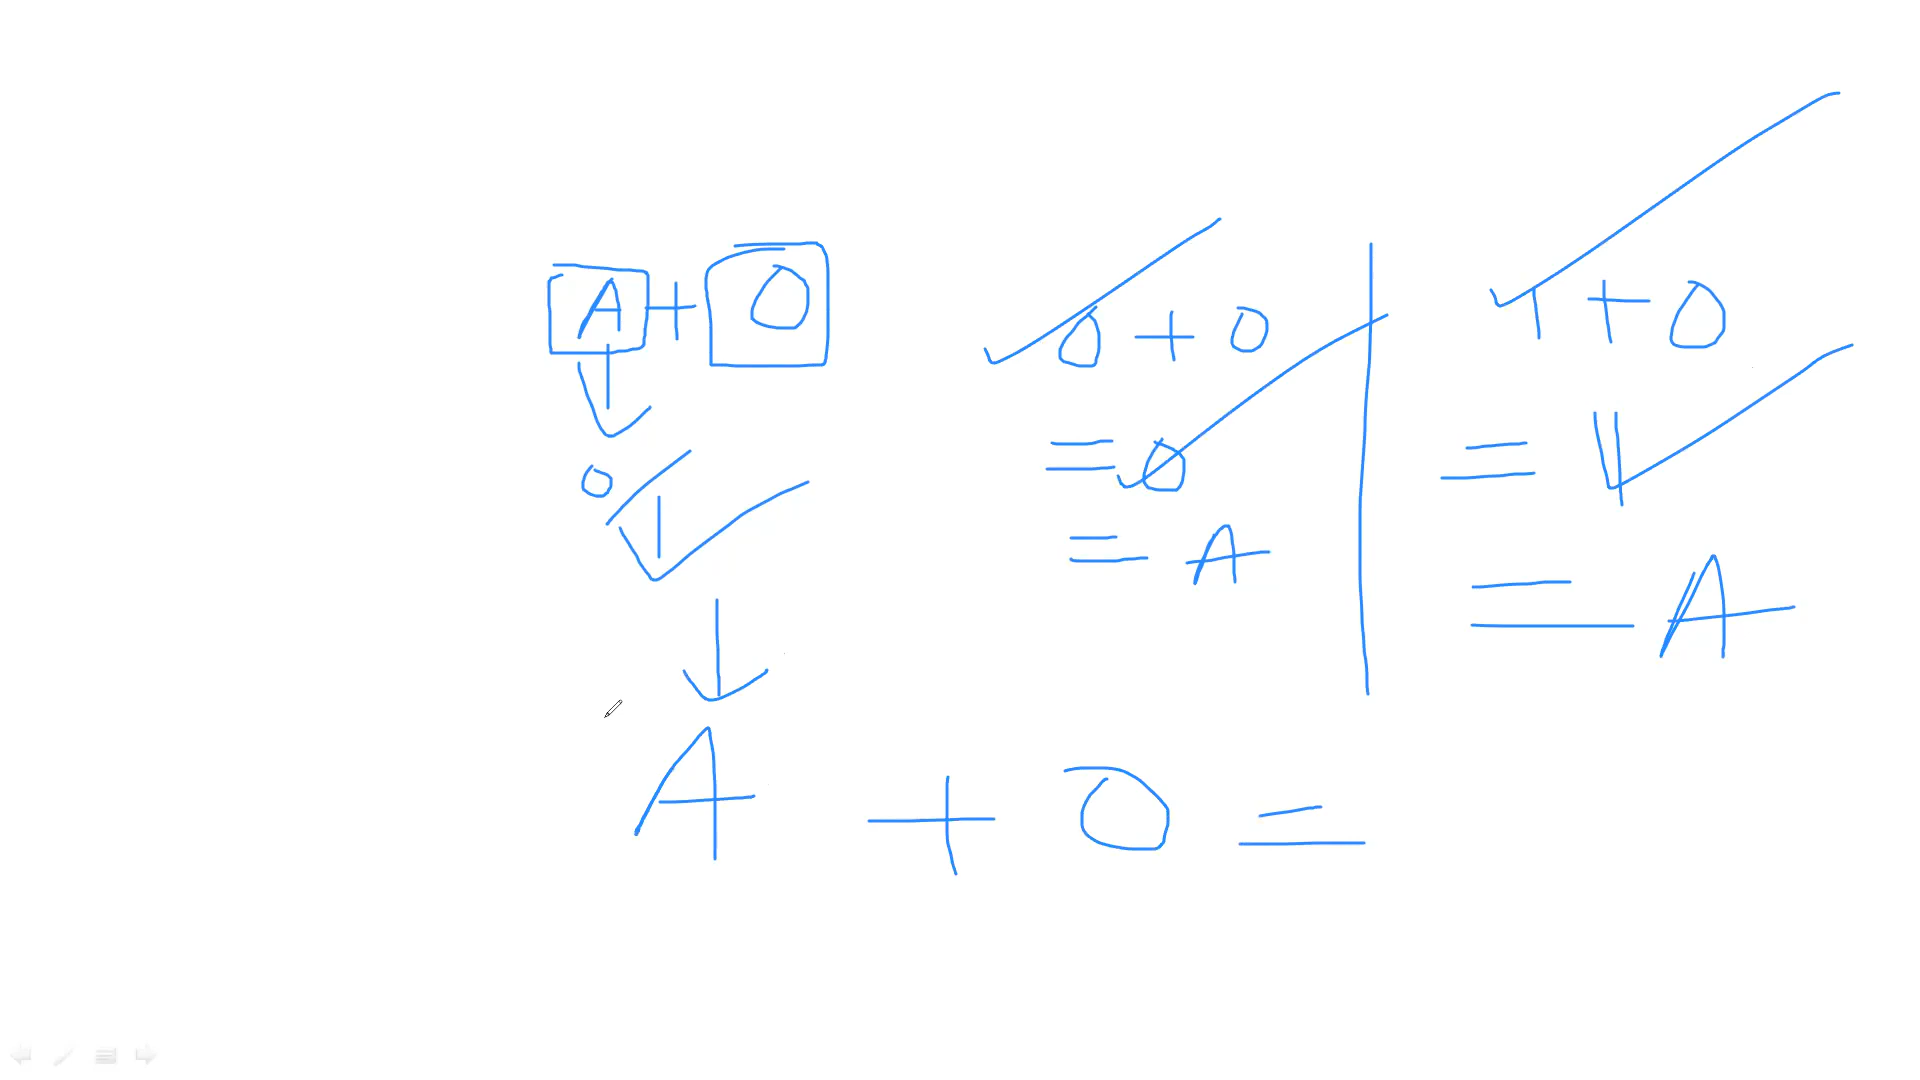 A + 0
0/1
A + 0 =
0 + 0
= 0
= A
1 + 0
= 1
= A